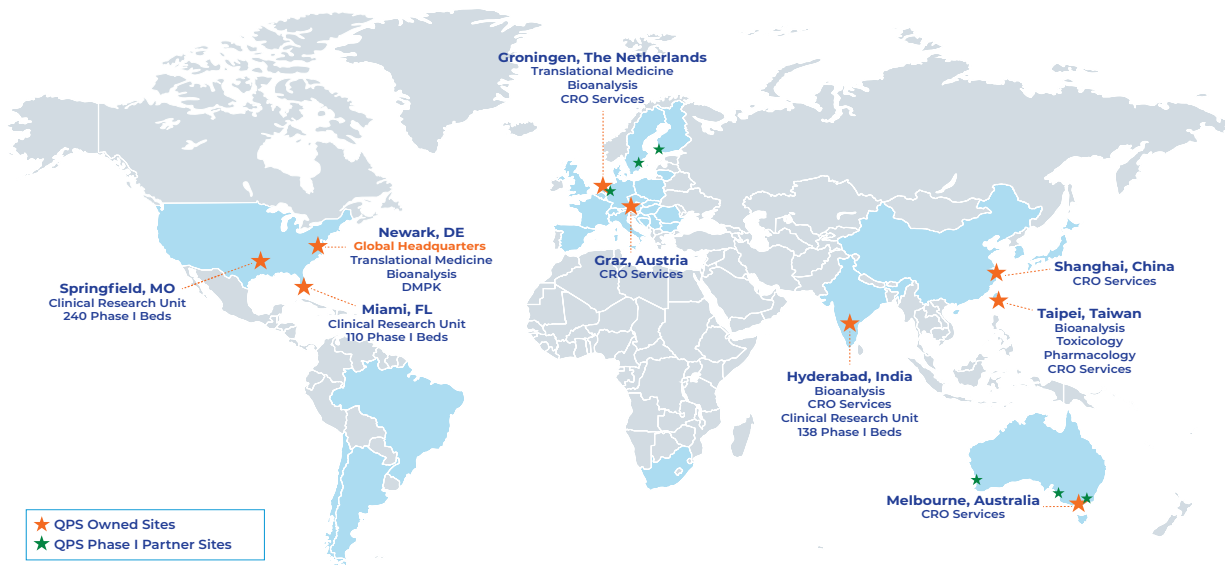 Groningen, The Netherlands
Translational Medicine
Bioanalysis
CRO Services
Newark, DE
Global Headquarters
Translational Medicine
Bioanalysis
DMPK
Springfield, MO
Clinical Research Unit
240 Phase I Beds
Miami, FL
Clinical Research Unit
110 Phase I Beds
Graz, Austria
CRO Services
Shanghai, China
CRO Services
Taipei, Taiwan
Bioanalysis
Toxicology
Pharmacology
CRO Services
Hyderabad, India
Bioanalysis
CRO Services
Clinical Research Unit
138 Phase I Beds
Melbourne, Australia
CRO Services
QPS Owned Sites
QPS Phase I Partner Sites